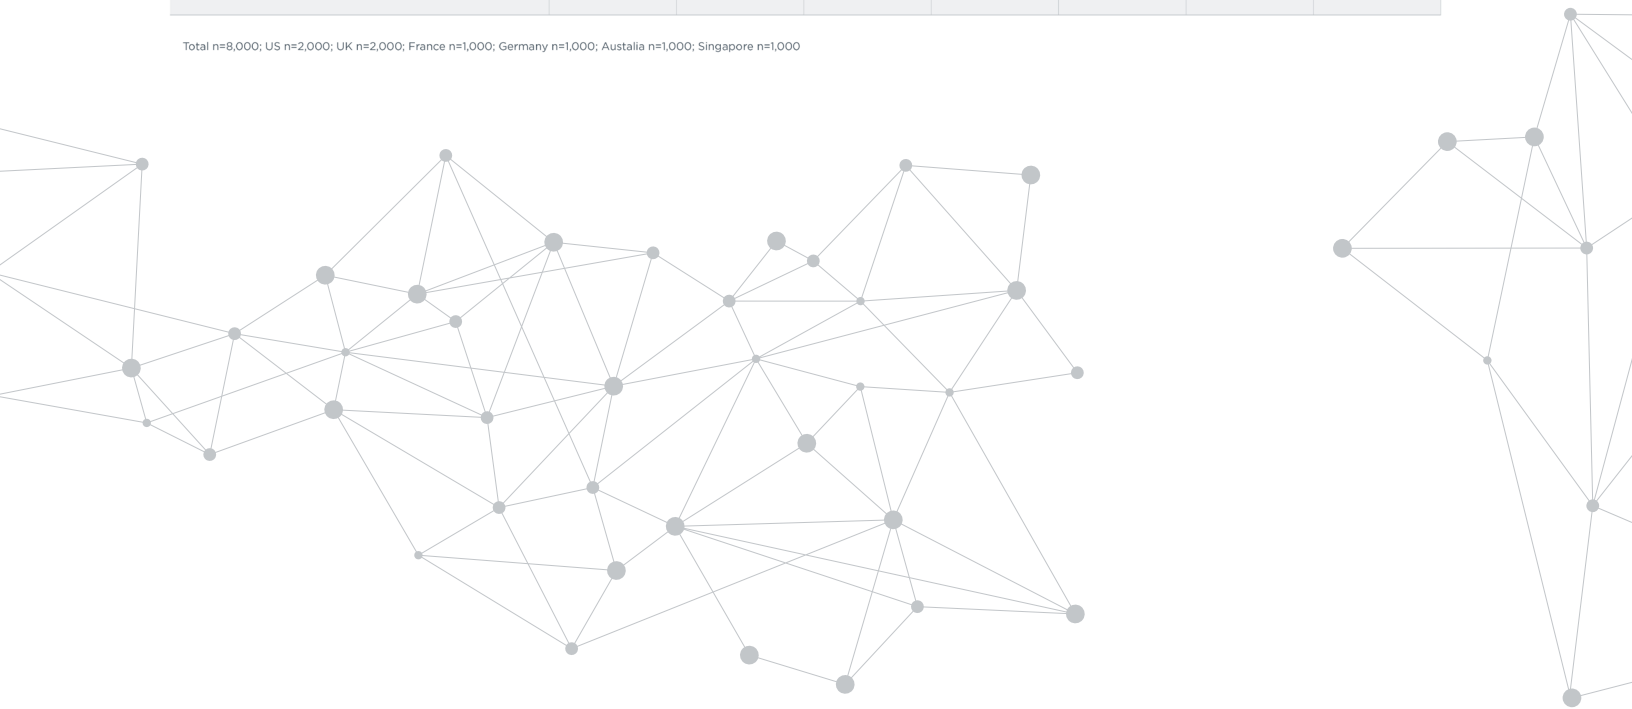 Total n=8,000; US n=2,000; UK n=2,000; France n=1,000; Germany n=1,000; Austalia n=1,000; Singapore n=1,000